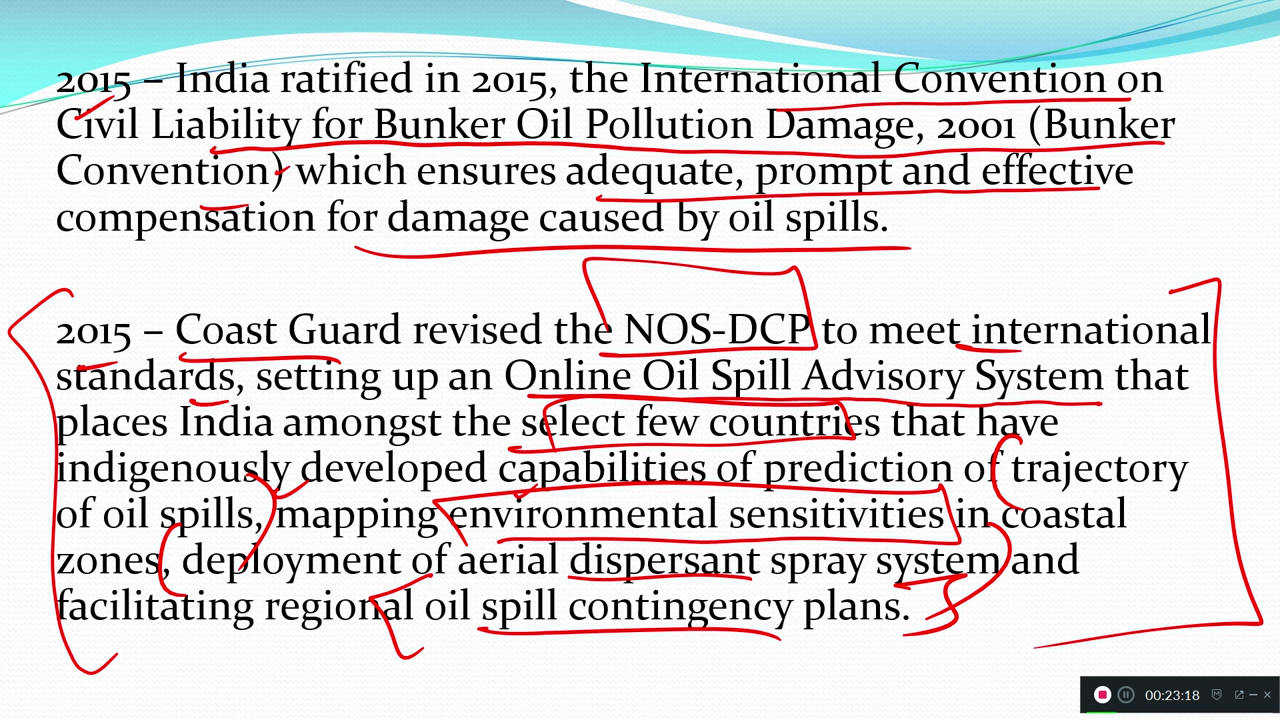 2015 – India ratified in 2015, the International Convention on
Civil Liability for Bunker Oil Pollution Damage, 2001 (Bunker
Convention) which ensures adequate, prompt and effective
compensation for damage caused by oil spills.
2015 – Coast Guard revised the NOS-DCP to meet international
standards, setting up an Online Oil Spill Advisory System that
places India amongst the select few countries that have
indigenously developed capabilities of prediction of trajectory
of oil spills, mapping environmental sensitivities in coastal
zones, deployment of aerial dispersant spray system and
facilitating regional oil spill contingency plans.
00:23:18